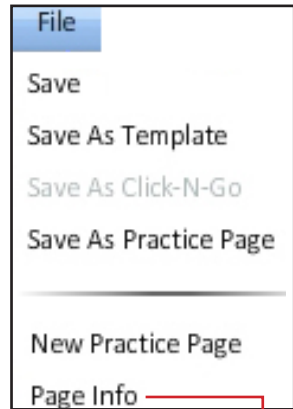 File
Save
Save As Template
Save As Click-N-Go
Save As Practice Page
New Practice Page
Page Info